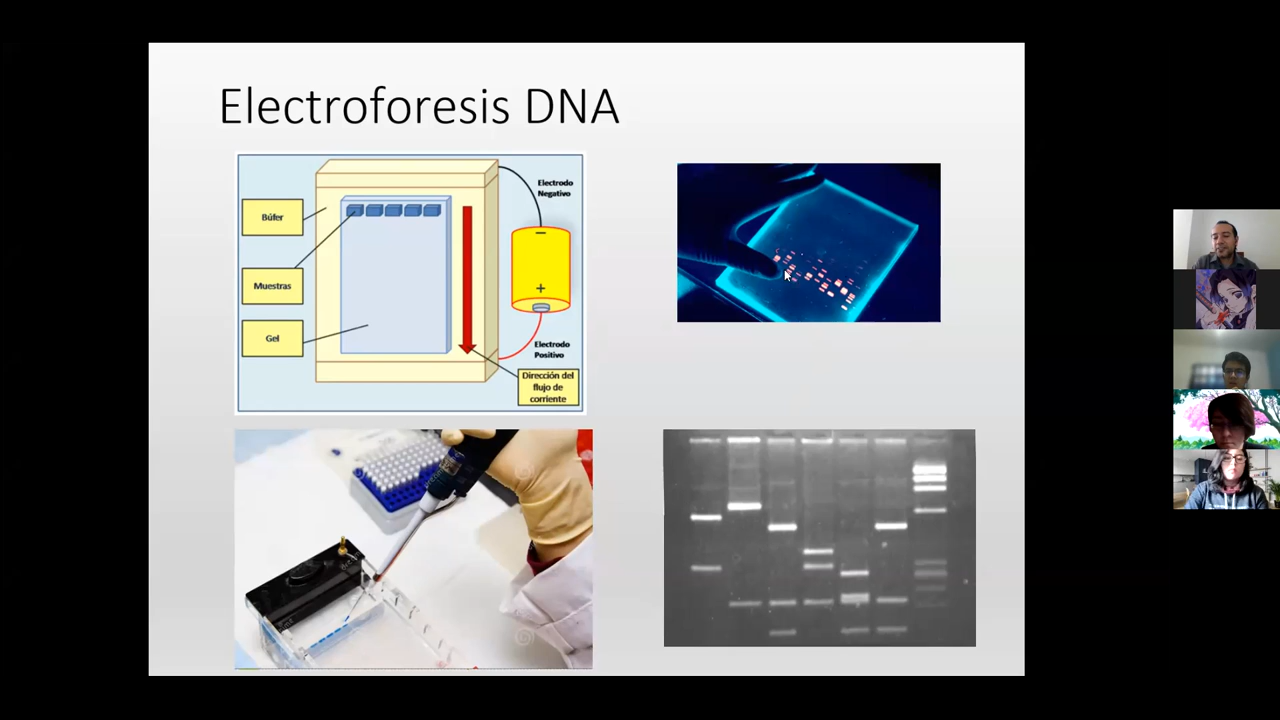 Electroforesis DNA
Electrodo
Negativo
Búfer
−
Muestras
+
Gel
Electrodo
Positivo
Dirección del
flujo de
corriente